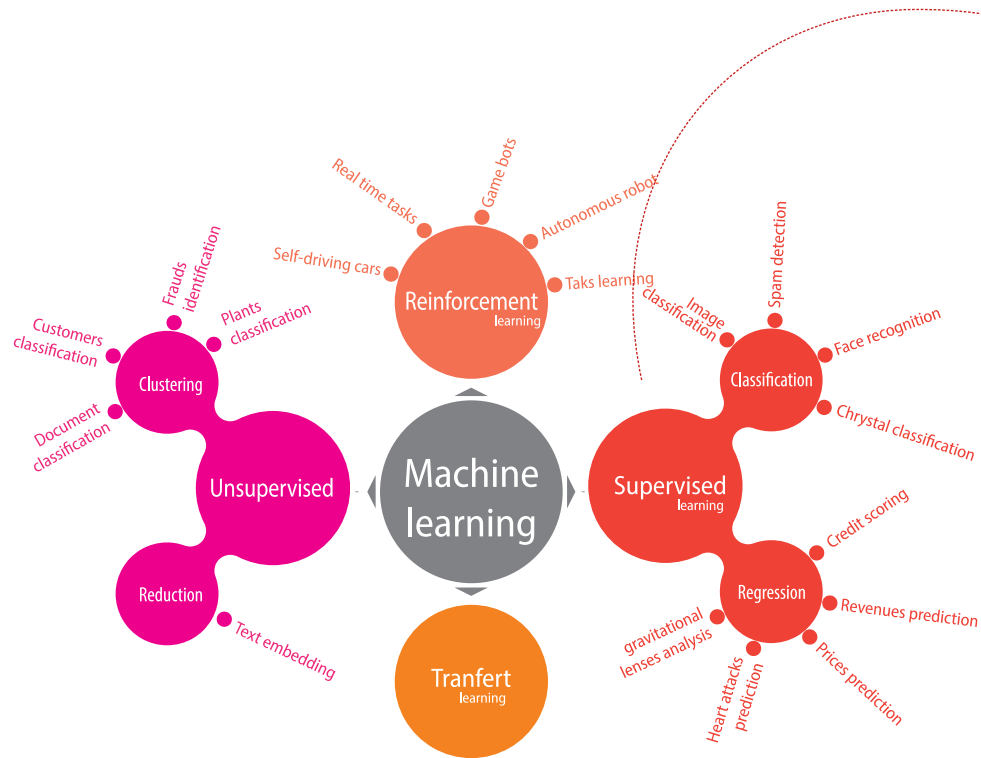 Real time tasks
Game bots
Autonomous robot
Self-driving cars
Taks learning
Reinforcement
learning
Frauds
identification
Plants
classification
Customers
classification
Document
classification
Clustering
Unsupervised
Reduction
Text embedding
Machine
learning
Tranfert
learning
Image
classification
Spam detection
Face recognition
Chrystal classification
Classification
Supervised
learning
Regression
Credit scoring
Revenues prediction
Prices prediction
Heart attacks
prediction
gravitational
lenses analysis